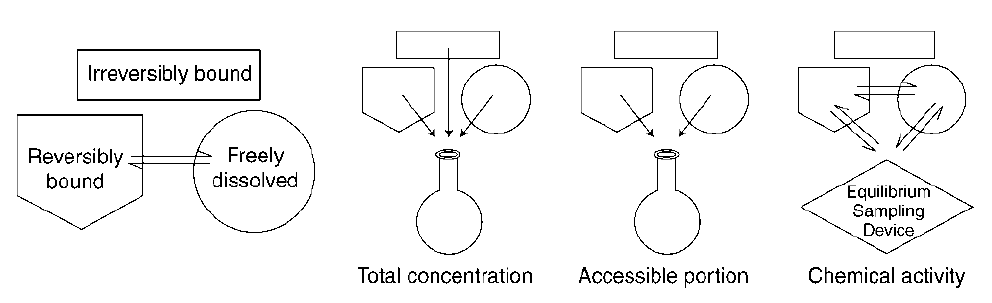 Irreversibly bound
Reversibly
bound
Freely
dissolved
Equilibrium
Sampling
Device
Total concentration
Accessible portion
Chemical activity